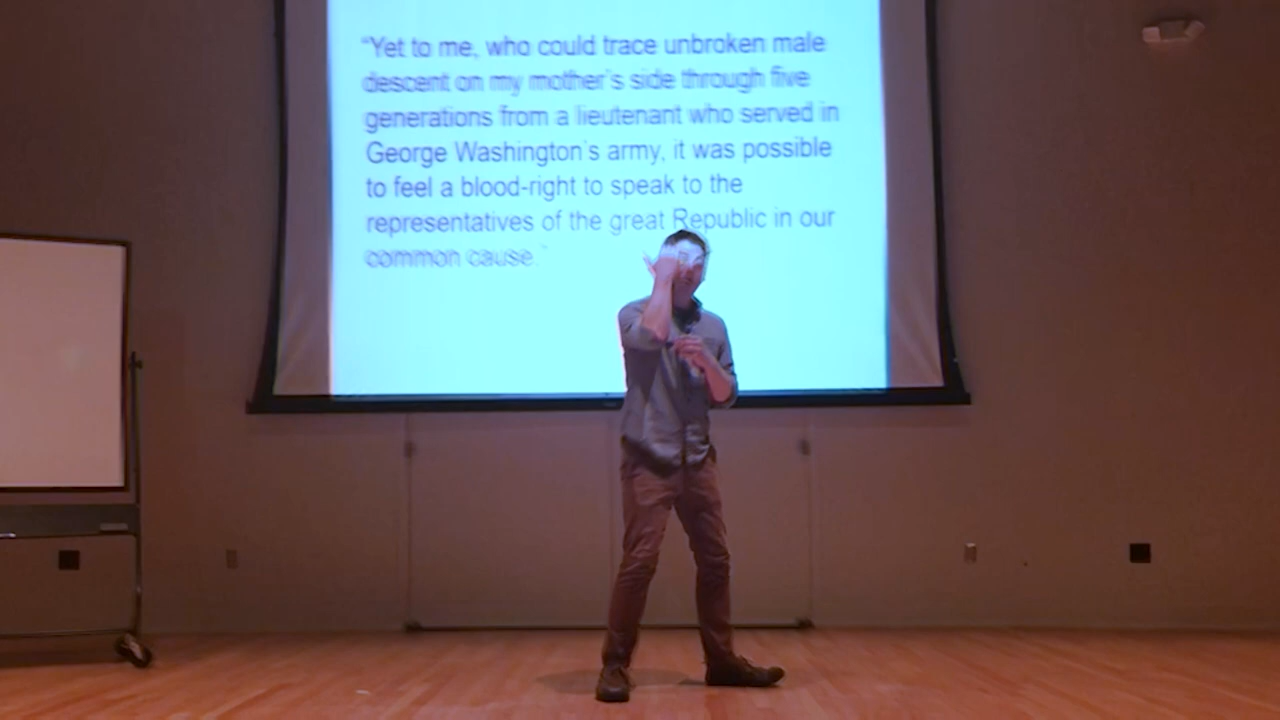 “Yet to me, who could trace unbroken male
descent on my mother’s side through five
generations from a lieutenant who served in
George Washington’s army, it was possible
to feel a blood-right to speak to the
representatives of the great Republic in our
common cause.”